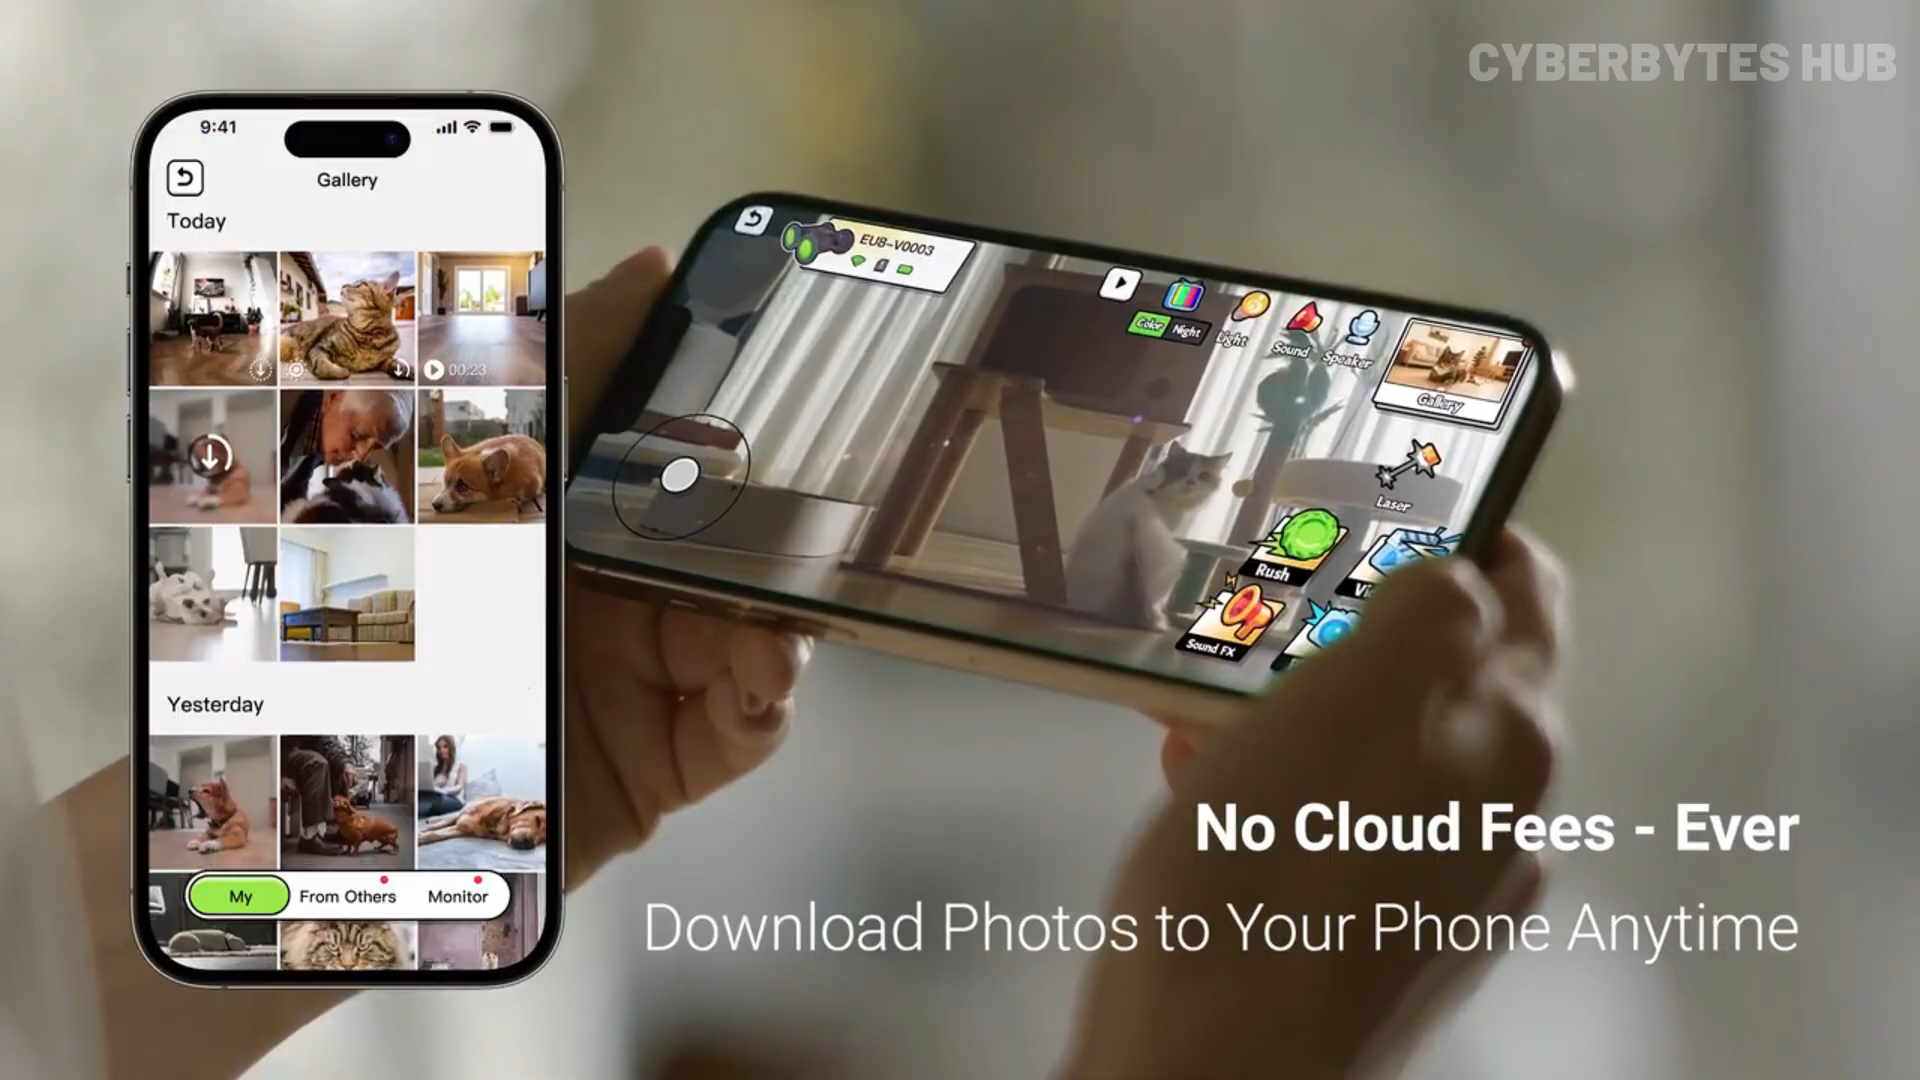 CYBERBYTES HUB
9:41
Gallery
Today
00:23
Yesterday
My
From Others
Monitor
EUB-V0003
Color
Night
Light
Sound
Speaker
Gallery
Laser
Rush
Sound FX
No Cloud Fees - Ever
Download Photos to Your Phone Anytime